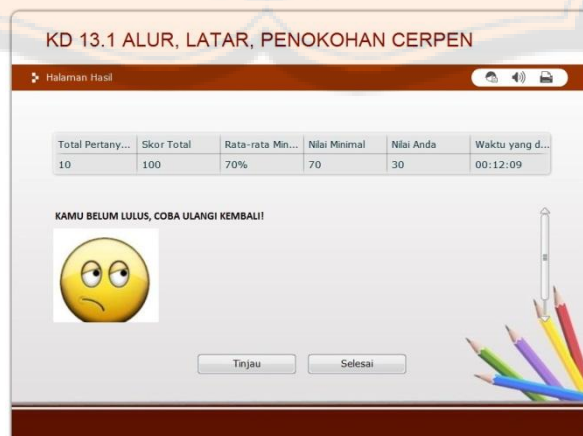 KD 13.1 ALUR, LATAR, PENOKOHAN CERPEN
Halaman Hasil
Total Pertany... Skor Total Rata-rata Min... Nilai Minimal Nilai Anda Waktu yang d...
10 100 70% 70 30 00:12:09
KAMU BELUM LULUS, COBA ULANGI KEMBALI!
Tinjau Selesai